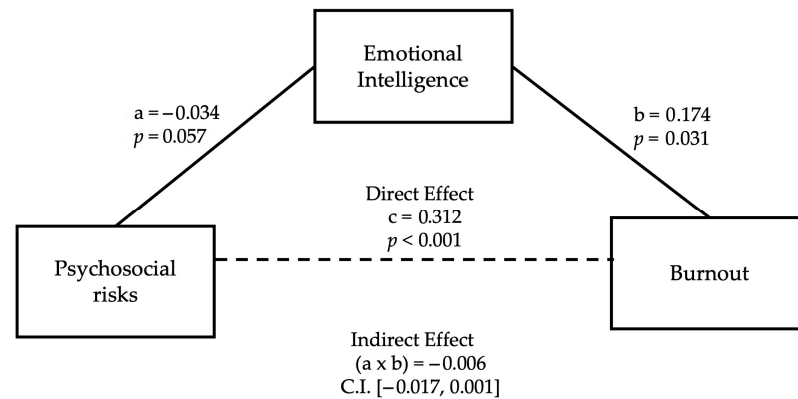 Emotional
Intelligence
a = −0.034
p = 0.057
b = 0.174
p = 0.031
Direct Effect
c = 0.312
p < 0.001
Psychosocial
risks
Burnout
Indirect Effect
(a x b) = −0.006
C.I. [−0.017, 0.001]